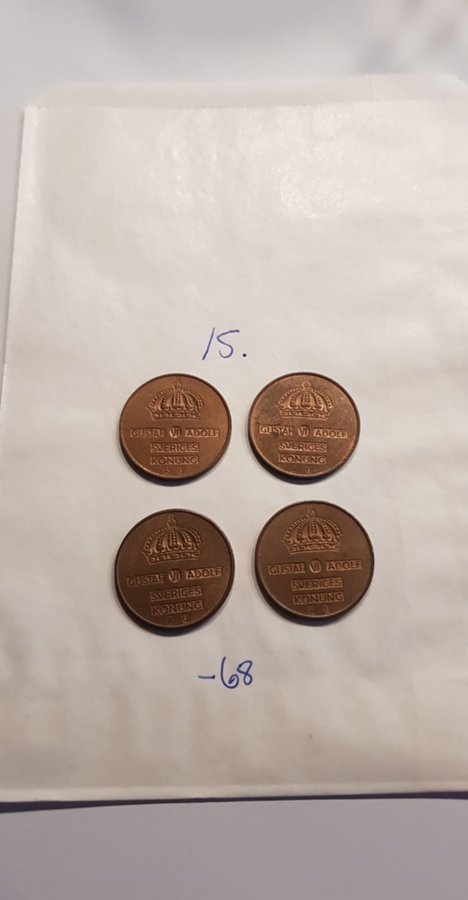 15.
GUSTAF VI ADOLF
SVERIGES
KONUNG
GUSTAF VI ADOLF
SVERIGES
KONUNG
GUSTAF VI ADOLF
SVERIGES
KONUNG
U
GUSTAF VI ADOLF
SVERIGES
KONUNG
-68